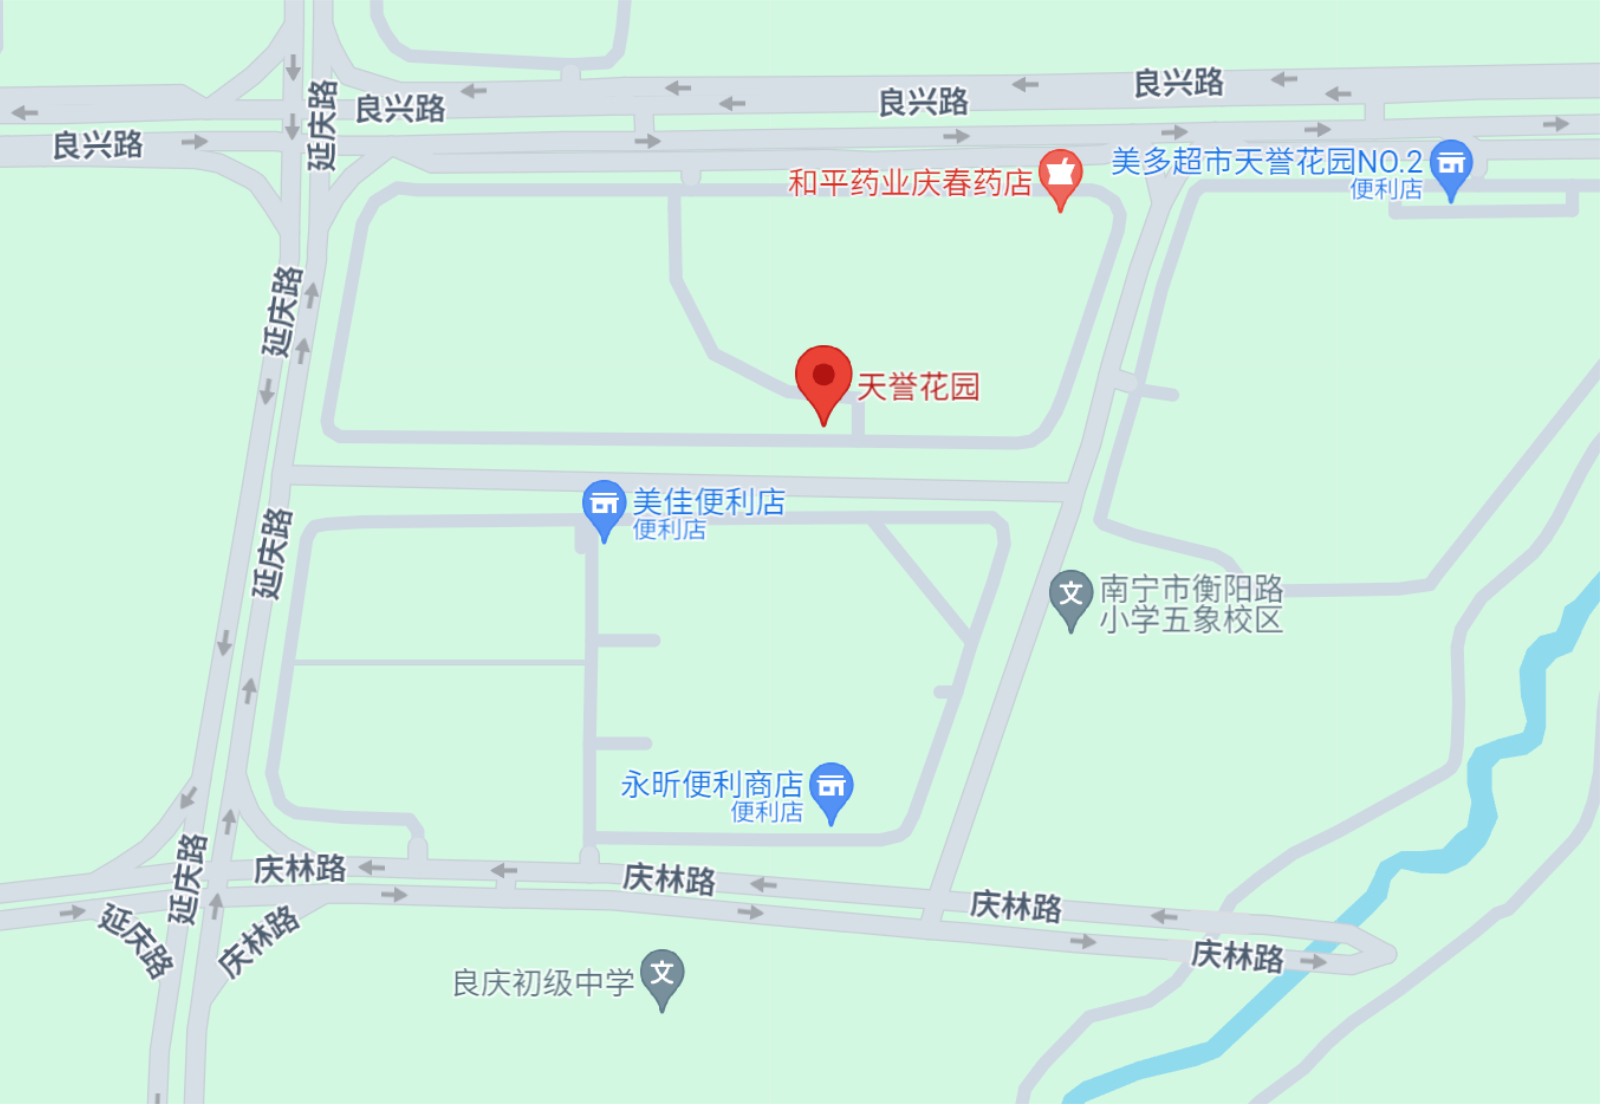 良兴路
良兴路
良兴路
延庆路
良兴路
美多超市天誉花园NO.2
便利店
和平药业庆春药店
延庆路
天誉花园
美佳便利店
便利店
延庆路
南宁市衡阳路
小学五象校区
永昕便利商店
便利店
庆林路
庆林路
延庆路
庆林路
延庆路
庆林路
庆林路
良庆初级中学
文
文